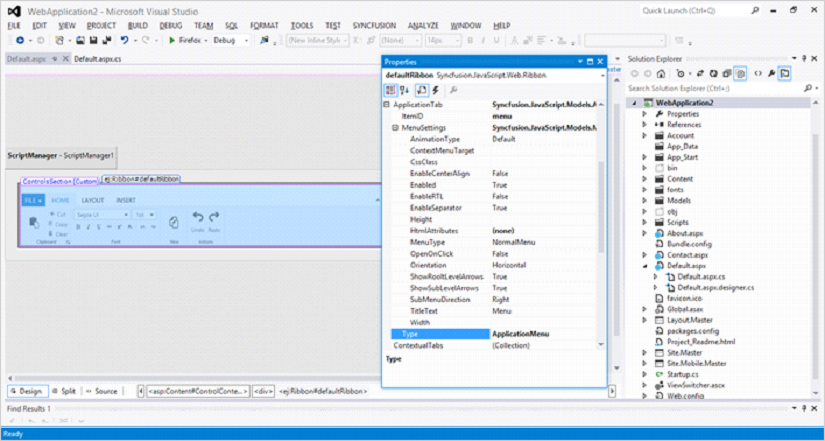 WebApplication2 - Microsoft Visual Studio
Quick Launch (Ctrl+Q)
FILE EDIT VIEW PROJECT BUILD DEBUG TEAM SQL FORMAT TOOLS TEST SYNCFUSION ANALYZE WINDOW HELP
Firefox Debug (New Inline Style) (None) 14px
Default.aspx Default.aspx.cs
ScriptManager - ScriptManager1
ControlsSection (Custom) ej:Ribbon#defaultRibbon
FILE HOME LAYOUT INSERT
Cut Segoe UI
Copy
Clear Undo Redo
Clipboard Font Actions
Properties
defaultRibbon Syncfusion.JavaScript.Web.Ribbon
ApplicationTab Syncfusion.JavaScript.Models.A
ItemID menu
MenuSettings Syncfusion.JavaScript.Models.M
AnimationType Default
ContextMenuTarget
CssClass
EnableCenterAlign False
Enabled True
EnableRTL False
EnableSeparator True
Height
HtmlAttributes (none)
MenuType NormalMenu
OpenOnClick False
Orientation Horizontal
ShowRooltLevelArrows True
ShowSubLevelArrows True
SubMenuDirection Right
TitleText Menu
Width
Type ApplicationMenu
ContextualTabs (Collection)
Type
Solution Explorer
Search Solution Explorer (Ctrl+;)
WebApplication2
Properties
References
Account
App_Data
App_Start
bin
Content
fonts
Models
obj
Scripts
About.aspx
Bundle.config
Contact.aspx
Default.aspx
Default.aspx.cs
Default.aspx.designer.cs
favicon.ico
Global.asax
Layout.Master
packages.config
Project_Readme.html
Site.Master
Site.Mobile.Master
Startup.cs
ViewSwitcher.ascx
Web.config
Design Split Source <asp:Content#ControlConte...> <div> <ej:Ribbon#defaultRibbon>
Find Results 1
Ready